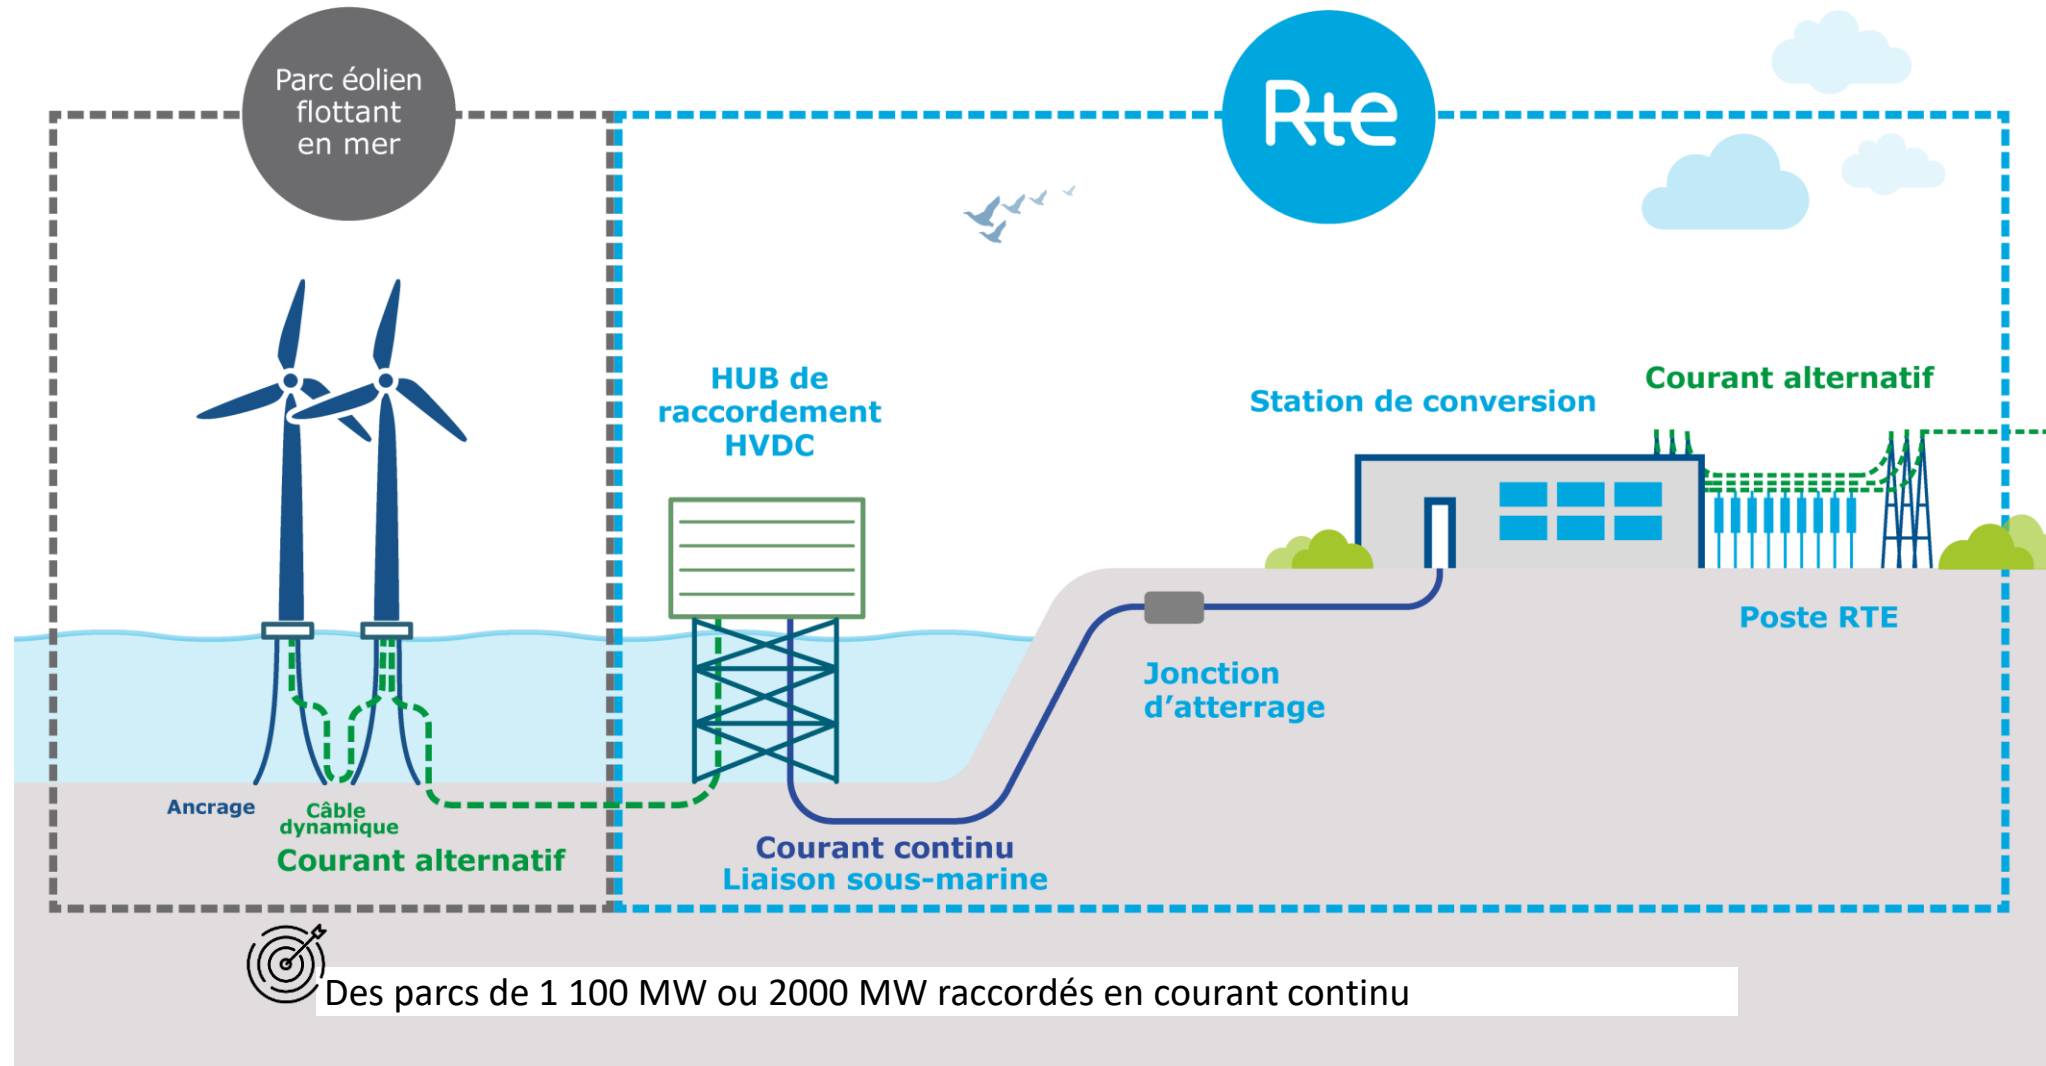 Parc éolien
flottant
en mer
Rte
HUB de
raccordement
HVDC
Station de conversion
Courant alternatif
Poste RTE
Jonction
d’atterrage
Ancrage
Câble
dynamique
Courant alternatif
Courant continu
Liaison sous-marine
Des parcs de 1 100 MW ou 2000 MW raccordés en courant continu